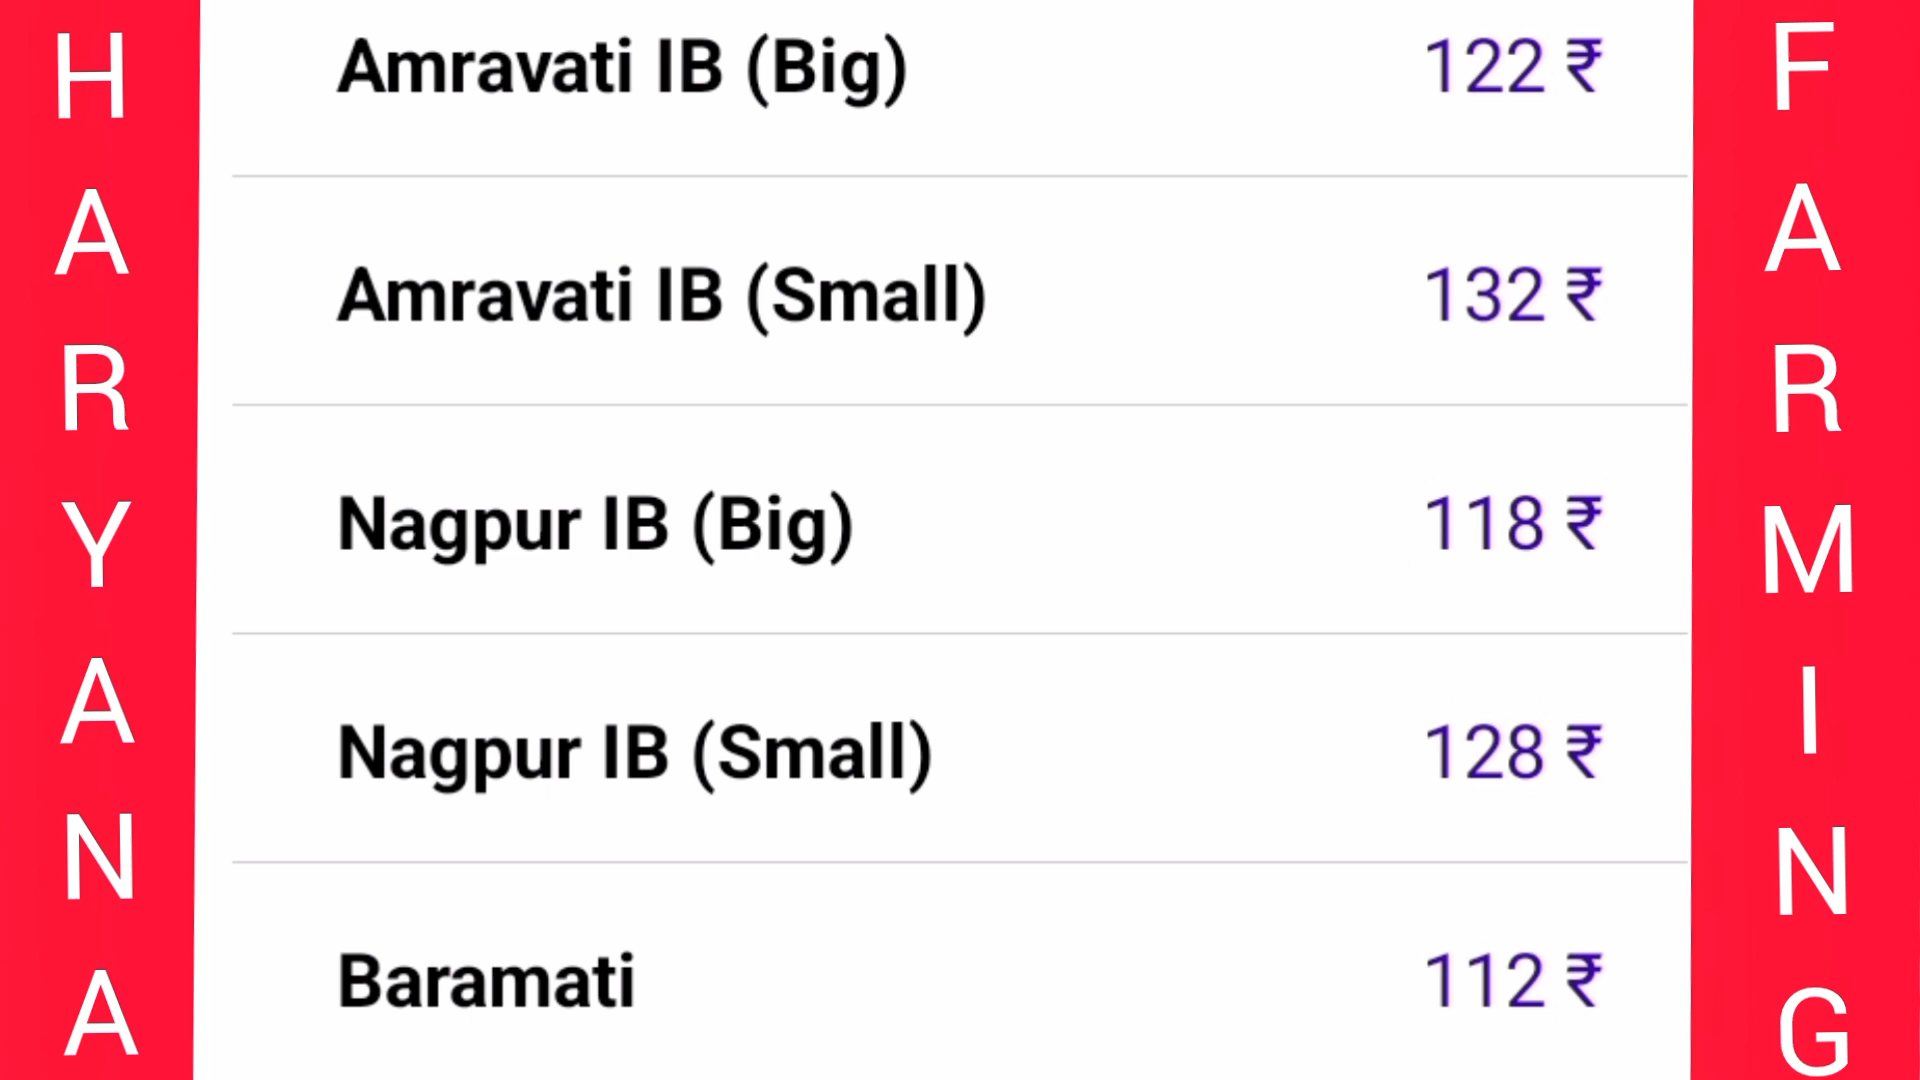 HARYANA
Amravati IB (Big) 122 ₹
Amravati IB (Small) 132 ₹
Nagpur IB (Big) 118 ₹
Nagpur IB (Small) 128 ₹
Baramati 112 ₹
FARMING